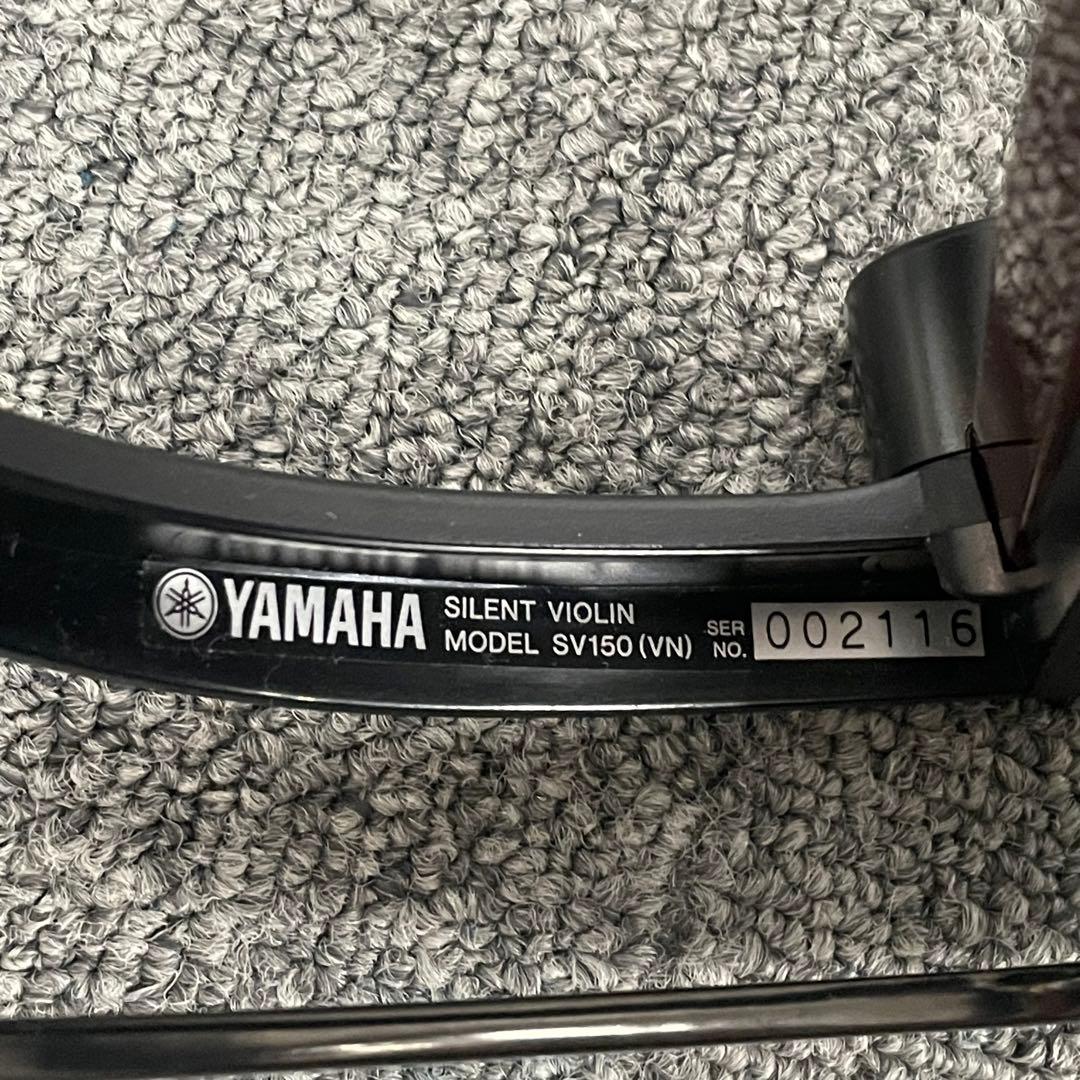 YAMAHA
SILENT VIOLIN
MODEL SV150 (VN)
SER
NO.
002116